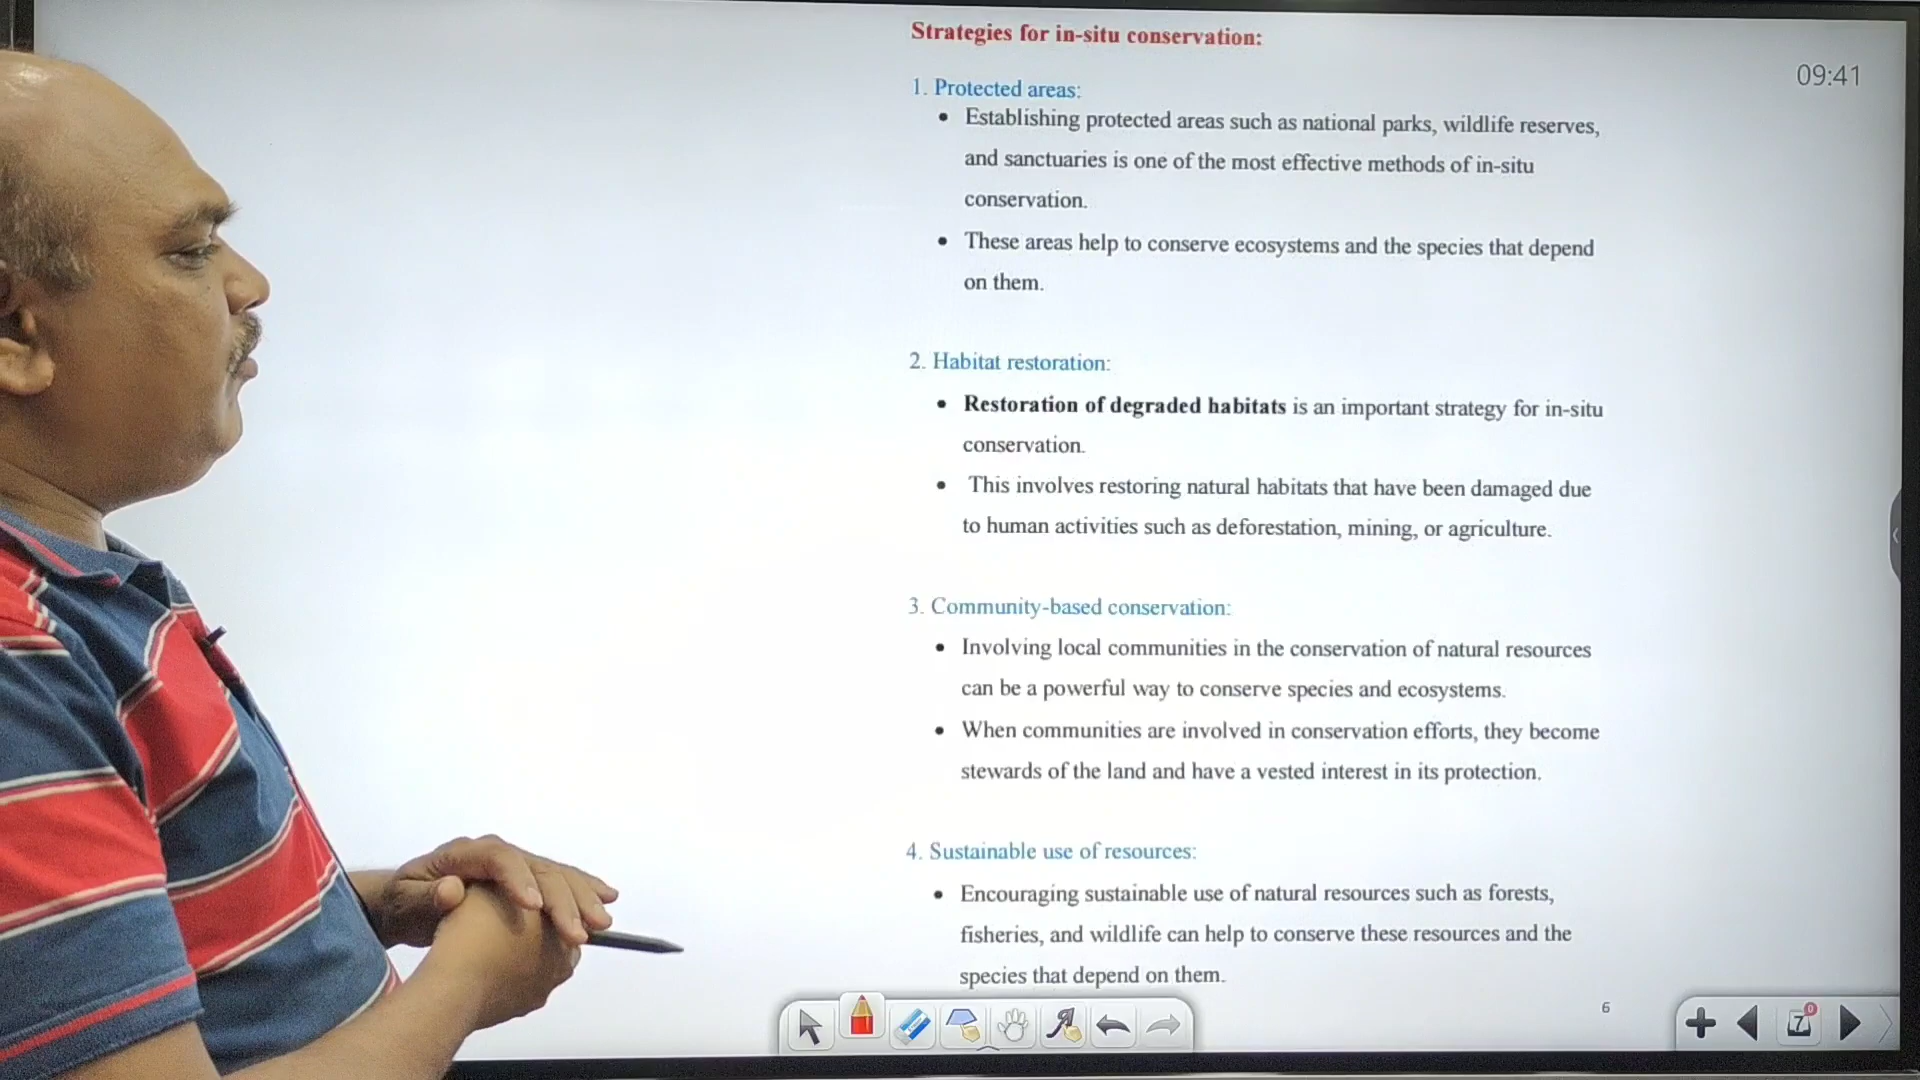 Strategies for in-situ conservation:
09:41
1. Protected areas:
• Establishing protected areas such as national parks, wildlife reserves,
and sanctuaries is one of the most effective methods of in-situ
conservation.
• These areas help to conserve ecosystems and the species that depend
on them.
2. Habitat restoration:
• Restoration of degraded habitats is an important strategy for in-situ
conservation.
• This involves restoring natural habitats that have been damaged due
to human activities such as deforestation, mining, or agriculture.
3. Community-based conservation:
• Involving local communities in the conservation of natural resources
can be a powerful way to conserve species and ecosystems.
• When communities are involved in conservation efforts, they become
stewards of the land and have a vested interest in its protection.
4. Sustainable use of resources:
• Encouraging sustainable use of natural resources such as forests,
fisheries, and wildlife can help to conserve these resources and the
species that depend on them.
6
7
0